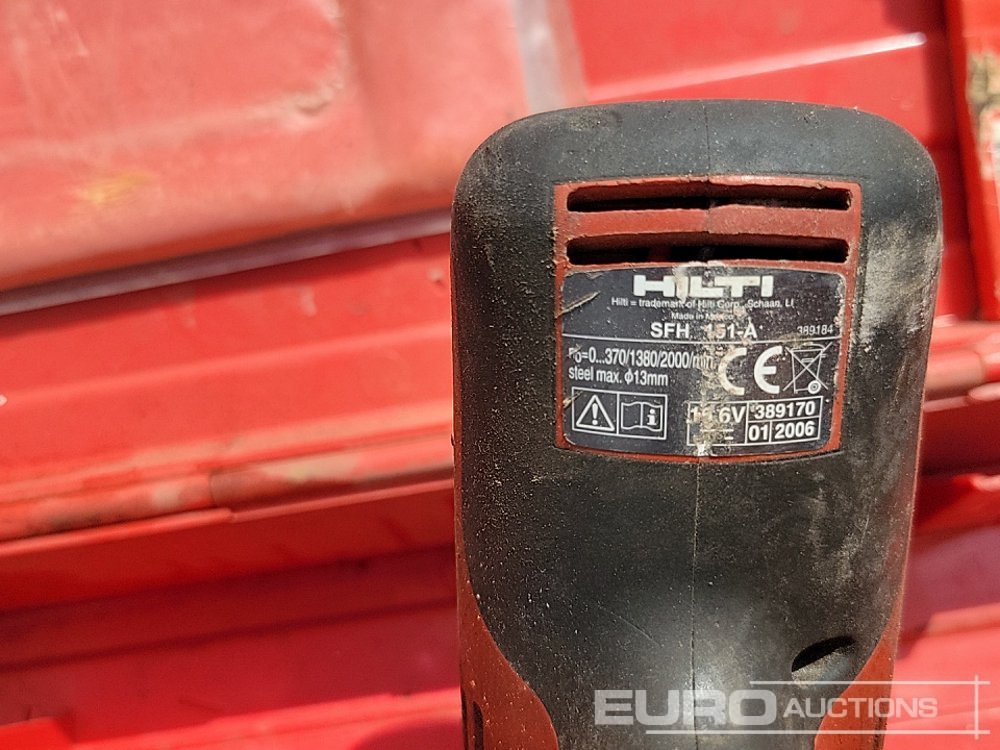 HILTI
Hilti = trademark of Hilti Corp., Schaan, LI
Made in Mexico
SFH 151-A 389184
n₀=0...370/1380/2000/min
steel max. ϕ13mm
CE
6V 389170
01 2006
EURO AUCTIONS